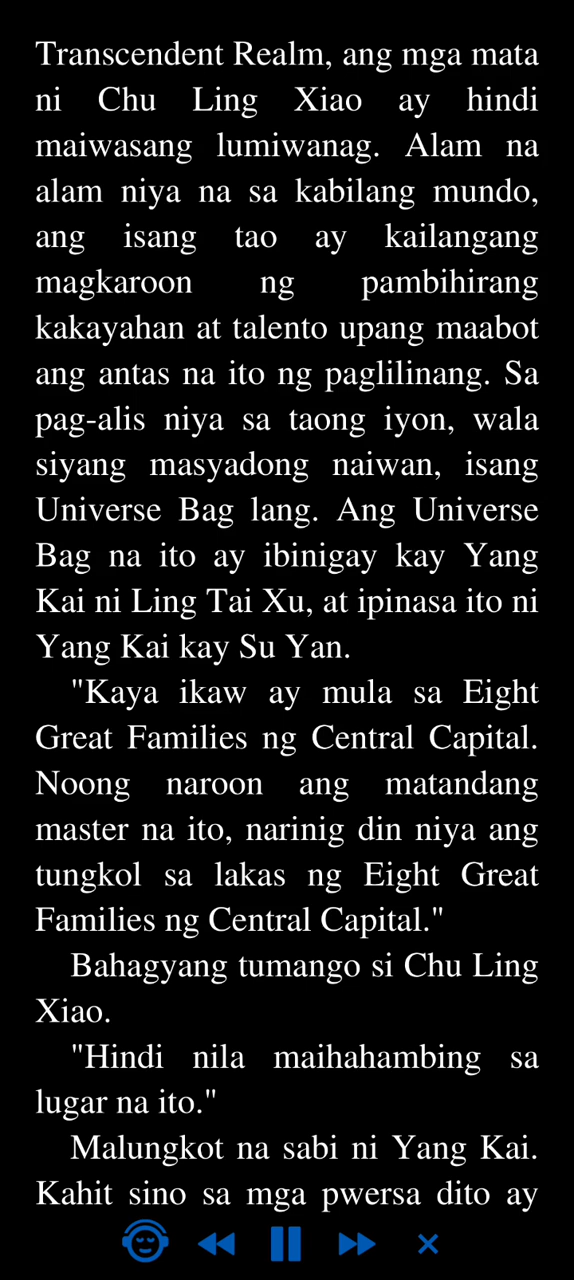 Transcendent Realm, ang mga mata
ni Chu Ling Xiao ay hindi
maiwasang lumiwanag. Alam na
alam niya na sa kabilang mundo,
ang isang tao ay kailangang
magkaroon ng pambihirang
kakayahan at talento upang maabot
ang antas na ito ng paglilinang. Sa
pag-alis niya sa taong iyon, wala
siyang masyadong naiwan, isang
Universe Bag lang. Ang Universe
Bag na ito ay ibinigay kay Yang
Kai ni Ling Tai Xu, at ipinasa ito ni
Yang Kai kay Su Yan.
"Kaya ikaw ay mula sa Eight
Great Families ng Central Capital.
Noong naroon ang matandang
master na ito, narinig din niya ang
tungkol sa lakas ng Eight Great
Families ng Central Capital."
Bahagyang tumango si Chu Ling
Xiao.
"Hindi nila maihahambing sa
lugar na ito."
Malungkot na sabi ni Yang Kai.
Kahit sino sa mga pwersa dito ay